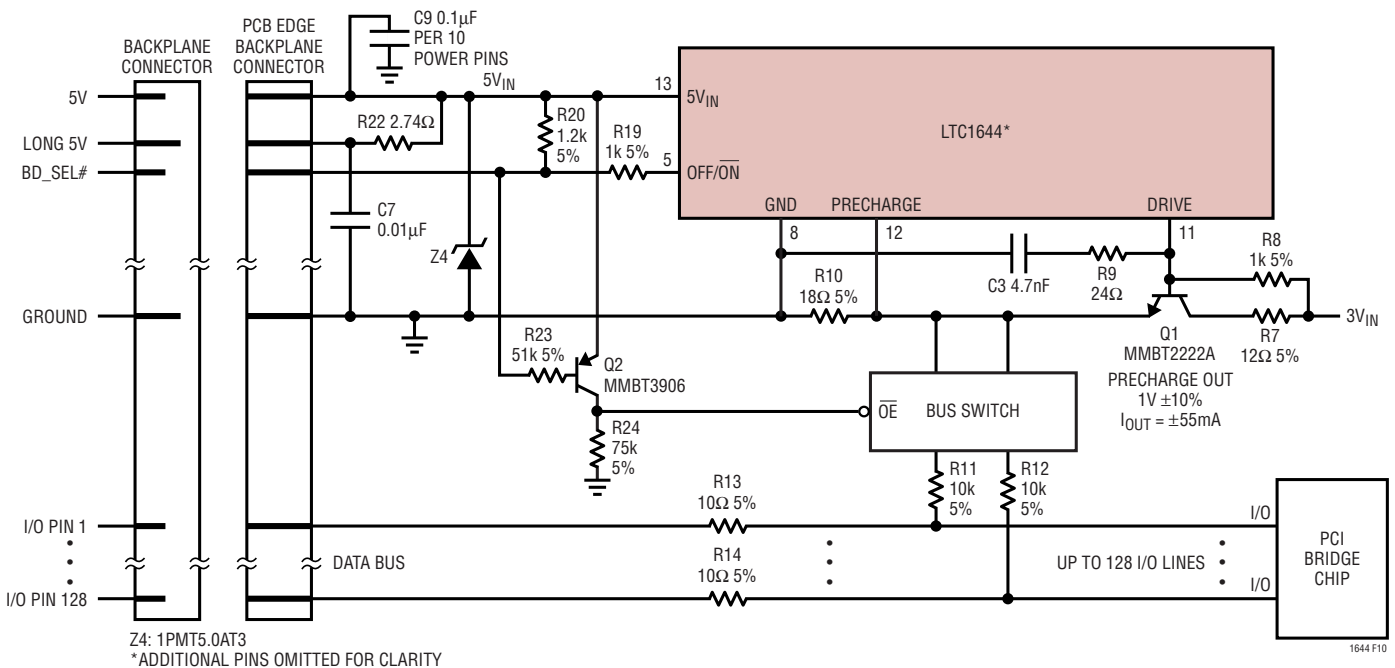 C9 0.1µF
PER 10
POWER PINS
BACKPLANE
CONNECTOR
PCB EDGE
BACKPLANE
CONNECTOR
5V
LONG 5V
BD_SEL#
GROUND
I/O PIN 1
I/O PIN 128
5VIN
R22 2.74Ω
R20
1.2k
5%
R19
1k 5%
C7
0.01µF
Z4
13
5VIN
5
OFF/ON
LTC1644*
GND
PRECHARGE
DRIVE
8
12
11
C3 4.7nF
R9
24Ω
R8
1k 5%
R10
18Ω 5%
3VIN
Q1
MMBT2222A
R7
12Ω 5%
PRECHARGE OUT
1V ±10%
IOUT = ±55mA
R23
51k 5%
Q2
MMBT3906
R24
75k
5%
OE
BUS SWITCH
R11
10k
5%
R12
10k
5%
R13
10Ω 5%
R14
10Ω 5%
DATA BUS
UP TO 128 I/O LINES
I/O
I/O
PCI
BRIDGE
CHIP
Z4: 1PMT5.0AT3
*ADDITIONAL PINS OMITTED FOR CLARITY
1644 F10